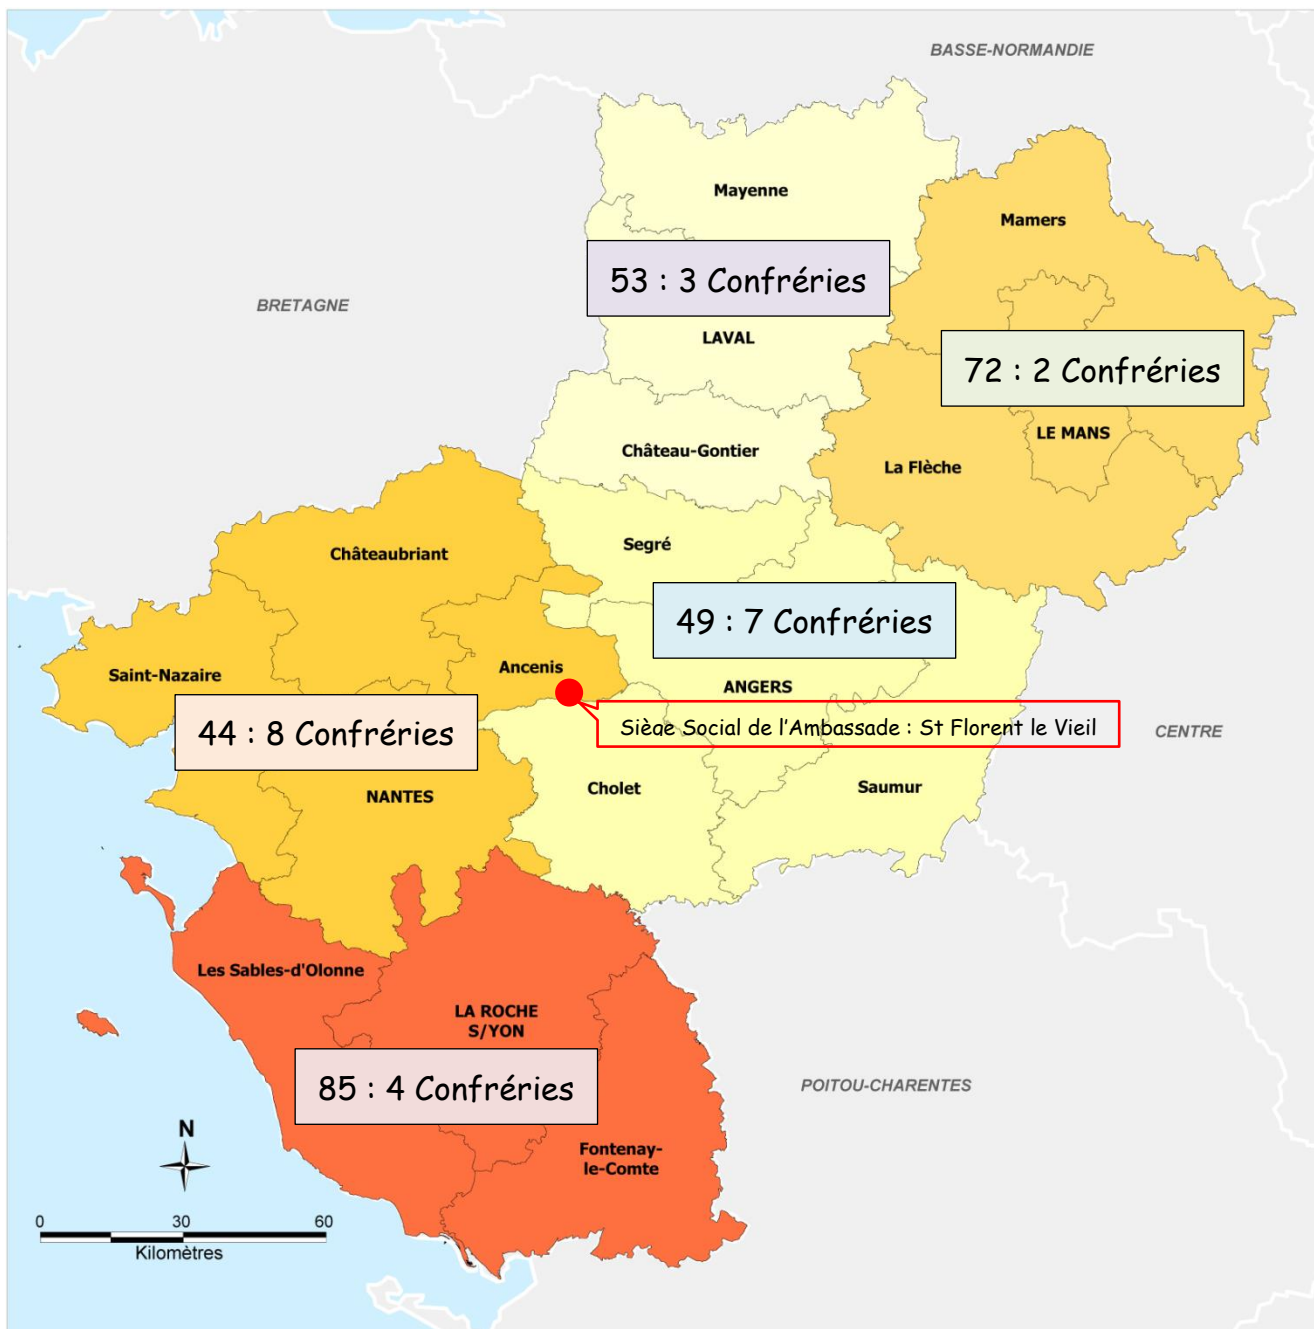 BASSE-NORMANDIE
Mayenne
Mamers
53 : 3 Confréries
BRETAGNE
LAVAL
72 : 2 Confréries
LE MANS
Château-Gontier
La Flèche
Segré
Châteaubriant
49 : 7 Confréries
Ancenis
Saint-Nazaire
ANGERS
Siège Social de l'Ambassade : St Florent le Vieil
44 : 8 Confréries
CENTRE
Cholet
Saumur
NANTES
Les Sables-d'Olonne
LA ROCHE
S/YON
85 : 4 Confréries
POITOU-CHARENTES
N
Fontenay-
le-Comte
0 30 60
Kilomètres